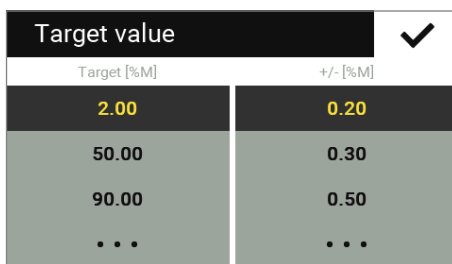 Target value
Target [%M] +/- [%M]
2.00 0.20
50.00 0.30
90.00 0.50
... ...